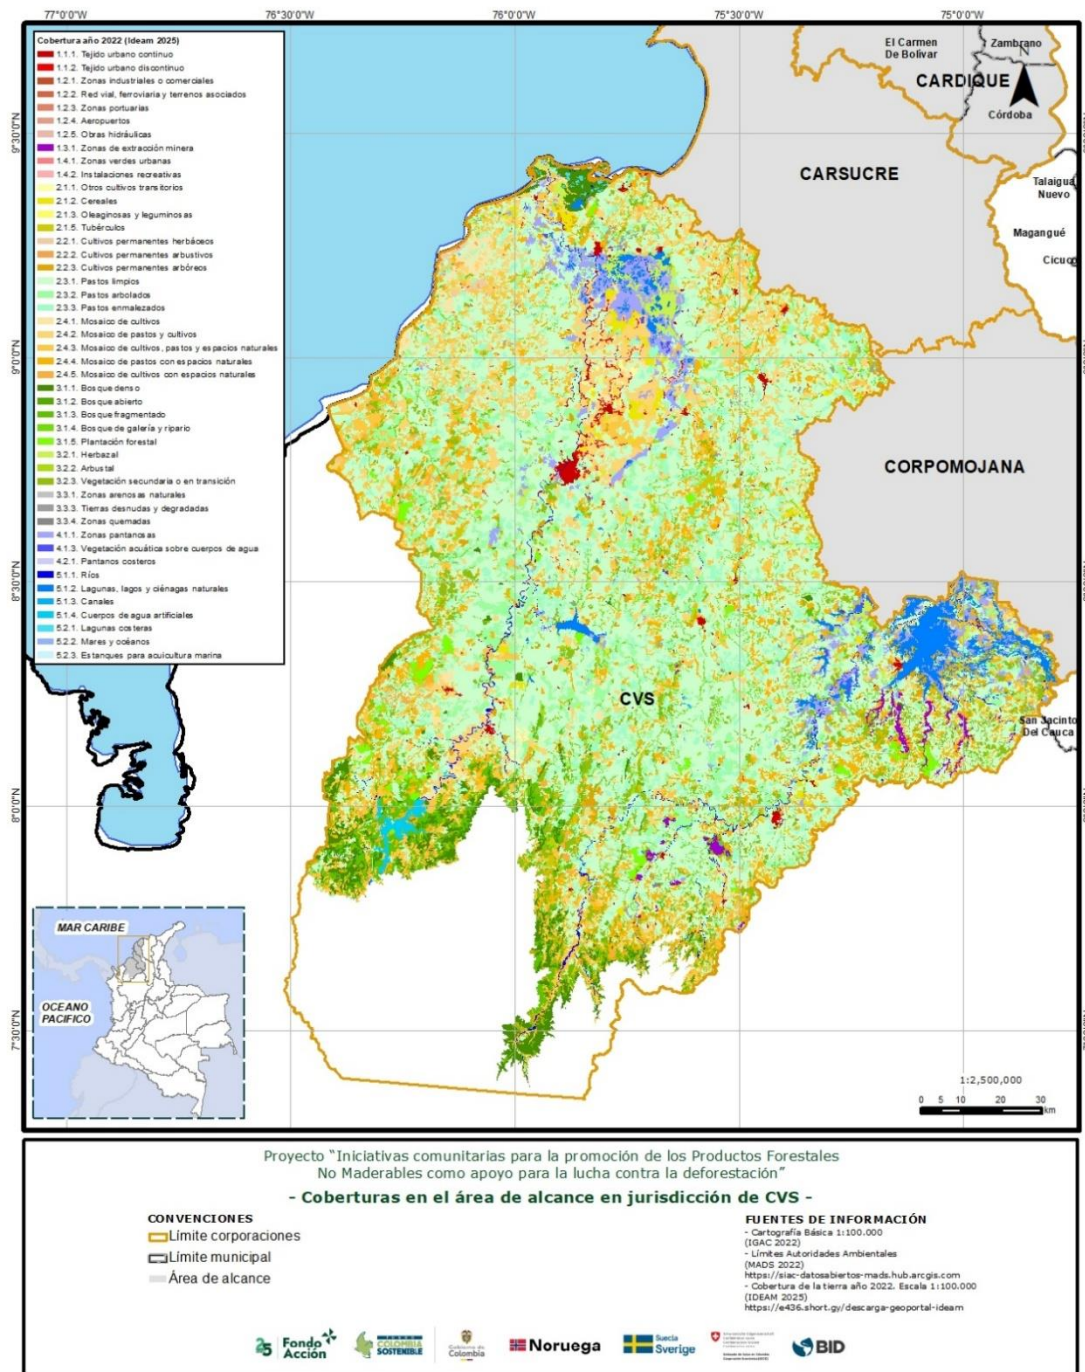 77°0'0"W
76°30'0"W
76°0'0"W
75°30'0"W
75°0'0"W
9°30'0"N
9°0'0"N
8°30'0"N
8°0'0"N
7°30'0"N
Cobertura año 2022 (Ideam 2025)
1.1.1. Tejido urbano continuo
1.1.2. Tejido urbano discontinuo
1.2.1. Zonas industriales o comerciales
1.2.2. Red vial, ferroviaria y terrenos asociados
1.2.3. Zonas portuarias
1.2.4. Aeropuertos
1.2.5. Obras hidráulicas
1.3.1. Zonas de extracción minera
1.4.1. Zonas verdes urbanas
1.4.2. Instalaciones recreativas
2.1.1. Otros cultivos transitorios
2.1.2. Cereales
2.1.3. Oleaginosas y leguminosas
2.1.5. Tubérculos
2.2.1. Cultivos permanentes herbáceos
2.2.2. Cultivos permanentes arbustivos
2.2.3. Cultivos permanentes arbóreos
2.3.1. Pastos limpios
2.3.2. Pastos arbolados
2.3.3. Pastos enmalezados
2.4.1. Mosaico de cultivos
2.4.2. Mosaico de pastos y cultivos
2.4.3. Mosaico de cultivos, pastos y espacios naturales
2.4.4. Mosaico de pastos con espacios naturales
2.4.5. Mosaico de cultivos con espacios naturales
3.1.1. Bosque denso
3.1.2. Bosque abierto
3.1.3. Bosque fragmentado
3.1.4. Bosque de galería y ripario
3.1.5. Plantación forestal
3.2.1. Herbazal
3.2.2. Arbustal
3.2.3. Vegetación secundaria o en transición
3.3.1. Zonas arenosas naturales
3.3.3. Tierras desnudas y degradadas
3.3.4. Zonas quemadas
4.1.1. Zonas pantanosas
4.1.3. Vegetación acuática sobre cuerpos de agua
4.2.1. Pantanos costeros
5.1.1. Ríos
5.1.2. Lagunas, lagos y ciénagas naturales
5.1.3. Canales
5.1.4. Cuerpos de agua artificiales
5.2.1. Lagunas costeras
5.2.2. Mares y océanos
5.2.3. Estanques para acuicultura marina
El Carmen
De Bolivar
Zambrano
N
CARDIQUE
Córdoba
CARSUCRE
Talaigua
Nuevo
Magangué
Cicuco
CORPOMOJANA
CVS
San Jacinto
Del Cauca
MAR CARIBE
OCEANO
PACIFICO
1:2,500,000
0 5 10 20 30
km
Proyecto "Iniciativas comunitarias para la promoción de los Productos Forestales
No Maderables como apoyo para la lucha contra la deforestación"
- Coberturas en el área de alcance en jurisdicción de CVS -
CONVENCIONES
Límite corporaciones
Límite municipal
Área de alcance
FUENTES DE INFORMACIÓN
- Cartografía Básica 1:100.000
(IGAC 2022)
- Límites Autoridades Ambientales
(MADS 2022)
https://siac-datosabiertos-mads.hub.arcgis.com
- Cobertura de la tierra año 2022. Escala 1:100.000
(IDEAM 2025)
https://e436.short.gy/descarga-geoportal-ideam
25
Fondo
Acción
FONDO
COLOMBIA
SOSTENIBLE
Gobierno de
Colombia
Noruega
Suecia
Sverige
BID